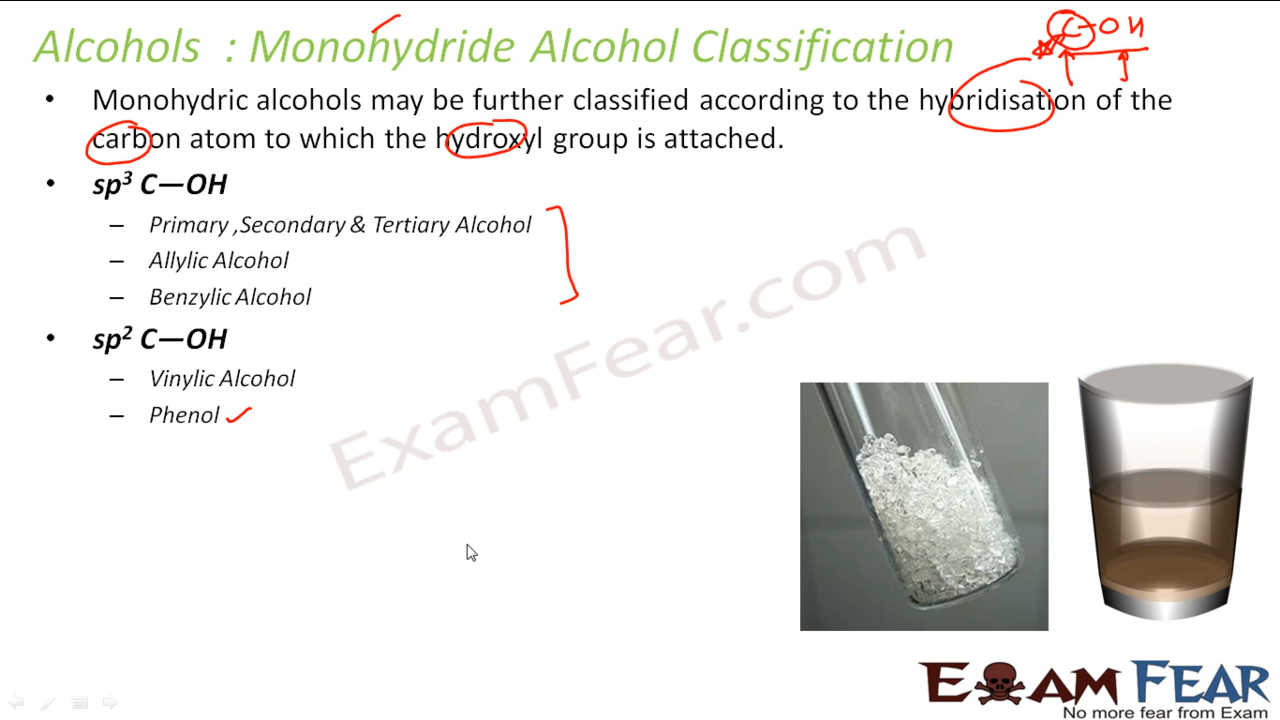 Alcohols : Monohydride Alcohol Classification
C-OH
• Monohydric alcohols may be further classified according to the hybridisation of the
carbon atom to which the hydroxyl group is attached.
• sp³ C—OH
– Primary ,Secondary & Tertiary Alcohol
– Allylic Alcohol
– Benzylic Alcohol
• sp² C—OH
– Vinylic Alcohol
– Phenol
ExamFear.com
EXAM FEAR
No more fear from Exam